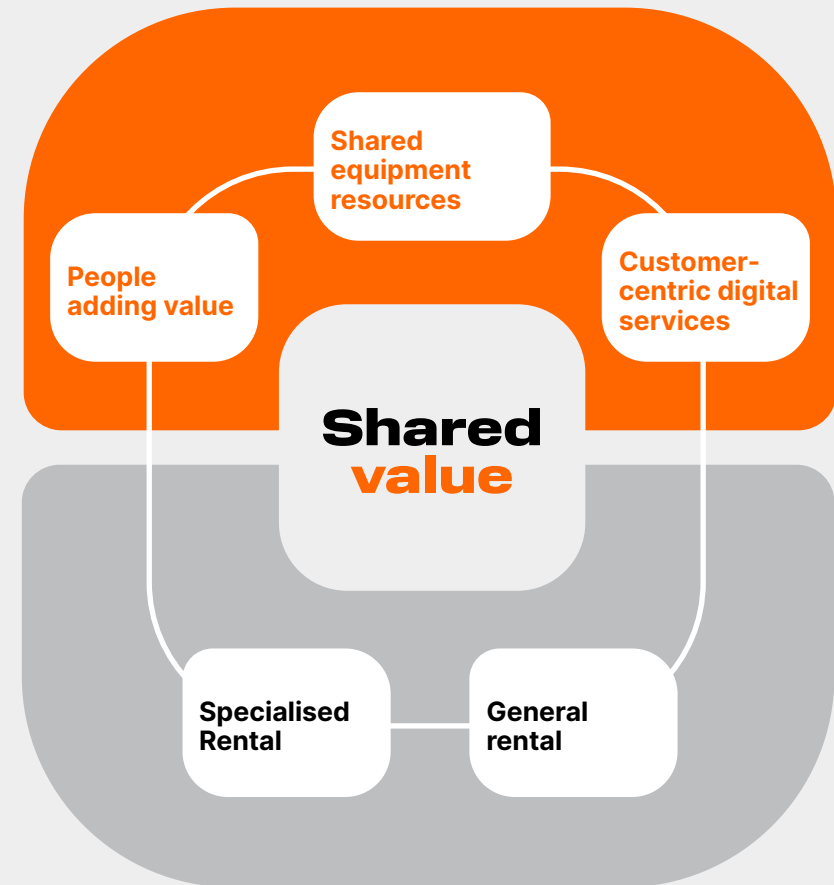 Shared
equipment
resources
People
adding value
Customer-
centric digital
services
Shared
value
Specialised
Rental
General
rental